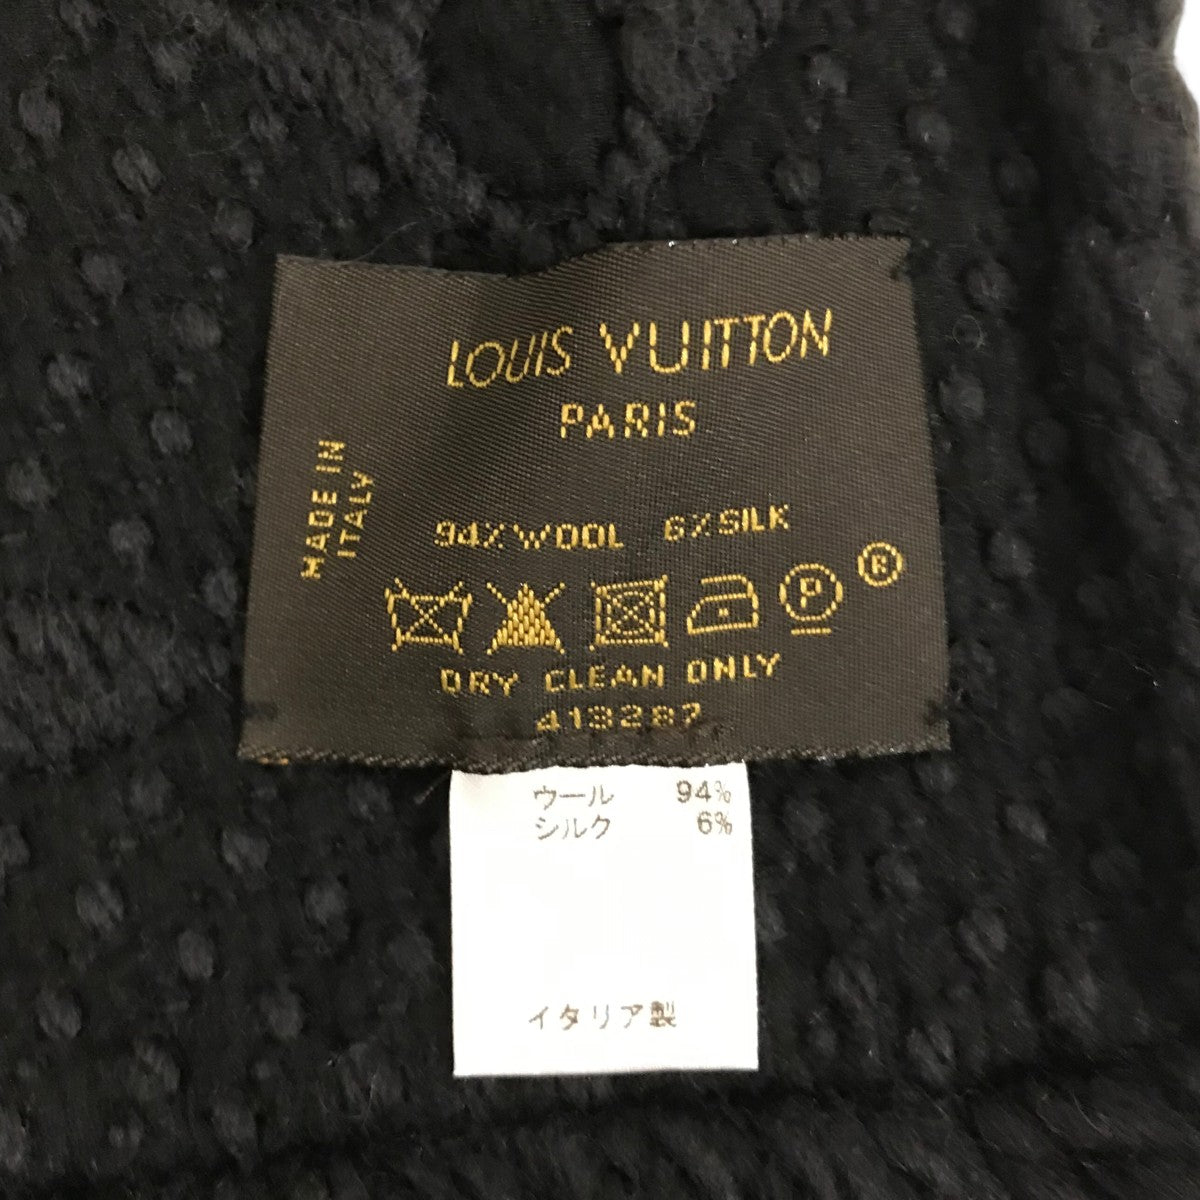 LOUIS VUITTON
PARIS
MADE IN
ITALY
94% WOOL 6% SILK
P
®
DRY CLEAN ONLY
413287
ウール 94%
シルク 6%
イタリア製